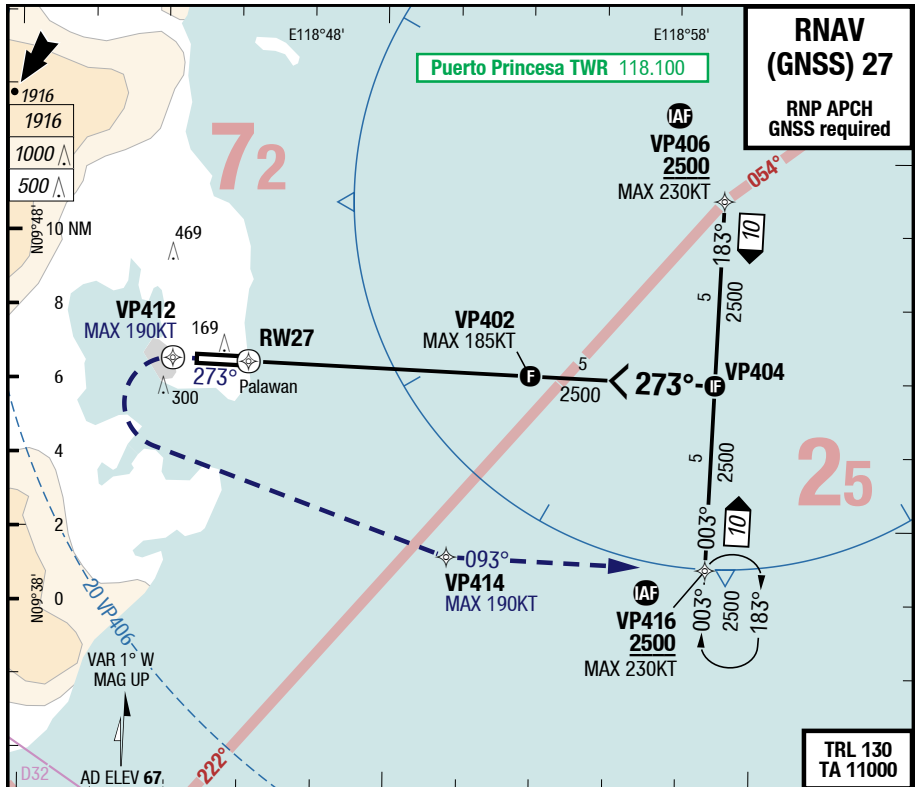 E118°48'
E118°58'
RNAV
(GNSS) 27
RNP APCH
GNSS required
Puerto Princesa TWR 118.100
1916
1916
1000
500
72
IAF
VP406
2500
MAX 230KT
054°
N09°48'
10 NM
469
183°
10
5
2500
8
VP412
MAX 190KT
169
RW27
VP402
MAX 185KT
273°
Palawan
300
6
F
5
2500
273°
IF
VP404
4
5
2500
25
2
003°
10
093°
VP414
MAX 190KT
N09°38'
0
20 VP406
IAF
VP416
2500
MAX 230KT
003°
2500
183°
VAR 1° W
MAG UP
222°
D32
AD ELEV 67
TRL 130
TA 11000